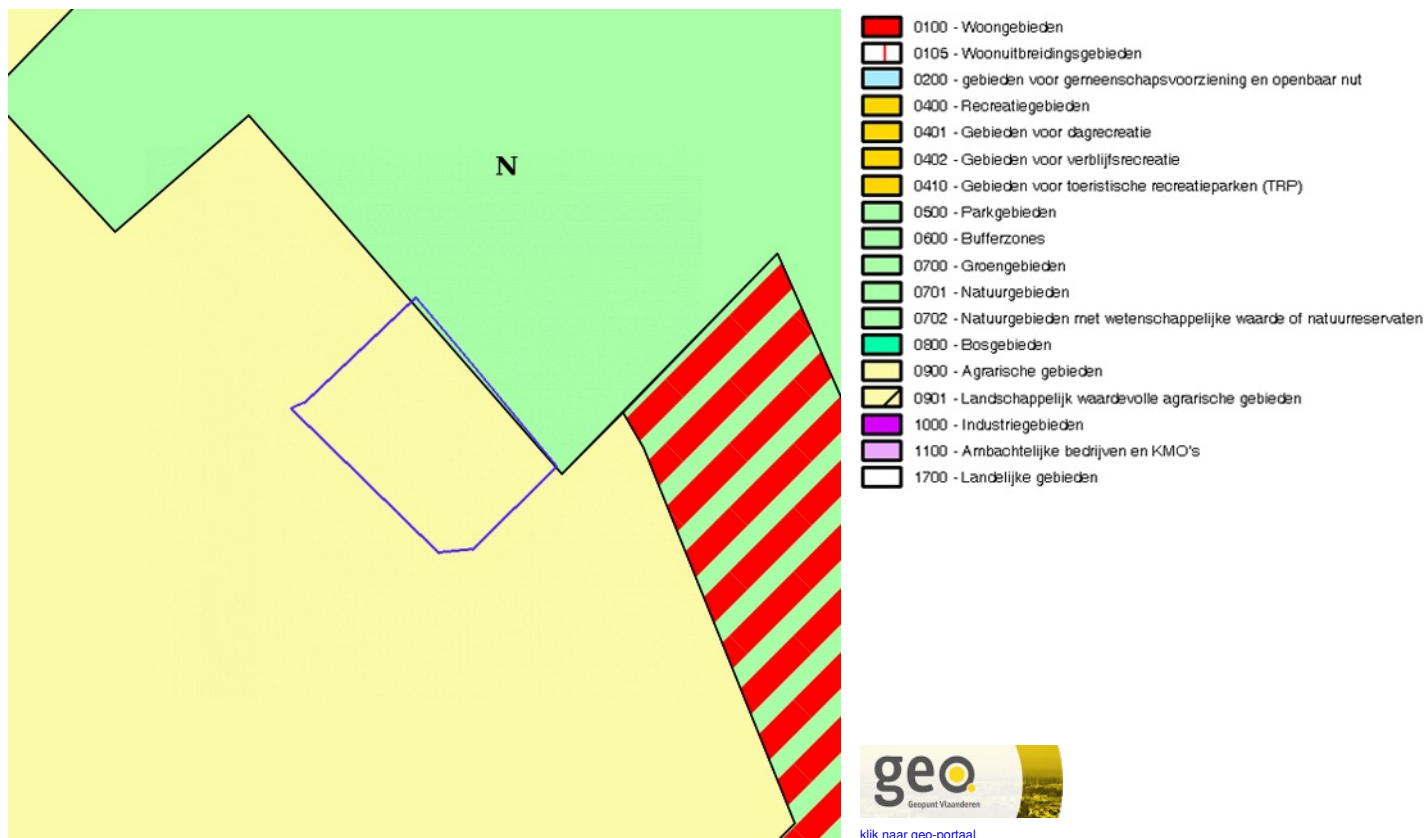 N
0100 - Woongebieden
0105 - Woonuitbreidingsgebieden
0200 - gebieden voor gemeenschapsvoorziening en openbaar nut
0400 - Recreatiegebieden
0401 - Gebieden voor dagrecreatie
0402 - Gebieden voor verblijfsrecreatie
0410 - Gebieden voor toeristische recreatieparken (TRP)
0500 - Parkgebieden
0600 - Bufferzones
0700 - Groengebieden
0701 - Natuurgebieden
0702 - Natuurgebieden met wetenschappelijke waarde of natuurreservaten
0800 - Bosgebieden
0900 - Agrarische gebieden
0901 - Landschappelijk waardevolle agrarische gebieden
1000 - Industriegebieden
1100 - Ambachtelijke bedrijven en KMO's
1700 - Landelijke gebieden
geo
Geopunt Vlaanderen
klik naar geo-portaal